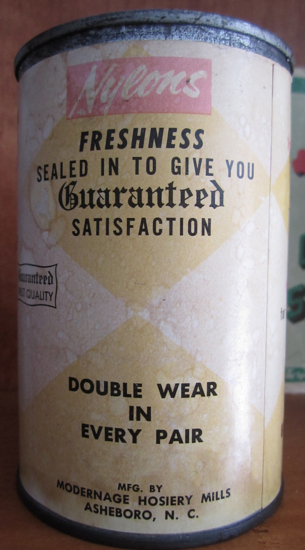 Nylons
FRESHNESS
SEALED IN TO GIVE YOU
Guaranteed
SATISFACTION
Guaranteed
QUALITY
DOUBLE WEAR
IN
EVERY PAIR
MFG. BY
MODERNAGE HOSIERY MILLS
ASHEBORO, N. C.